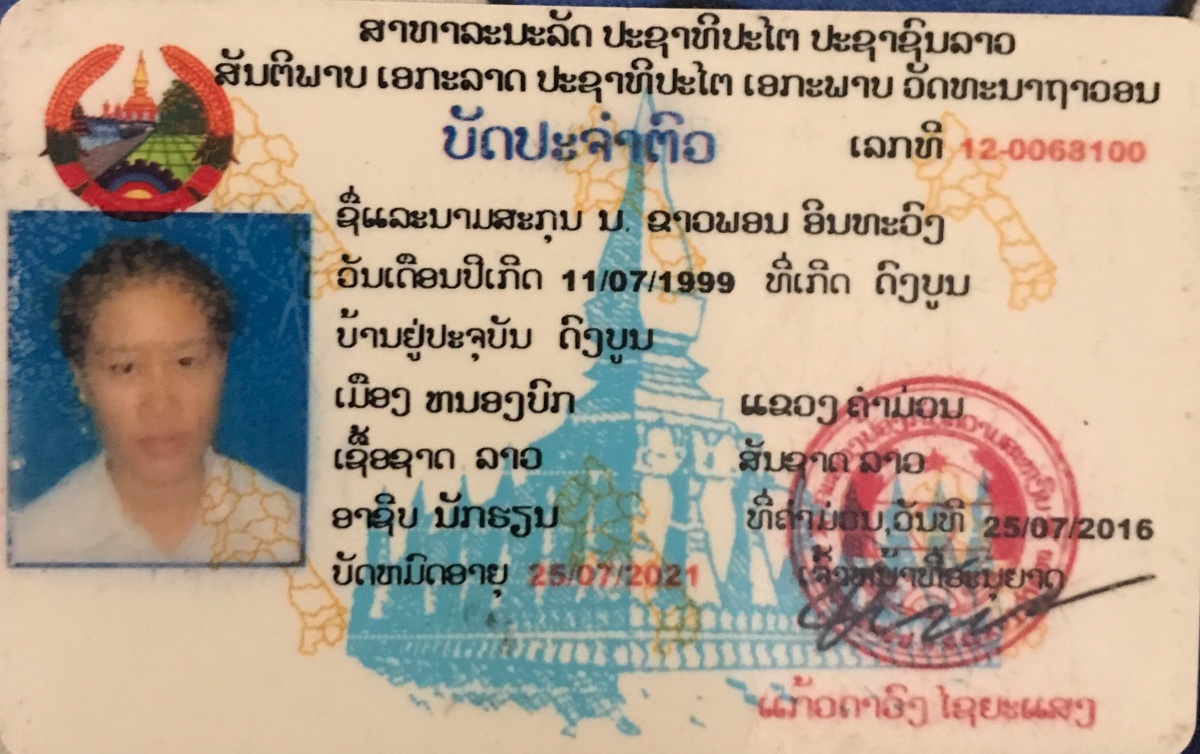 ສາທາລະນະລັດ ປະຊາທິປະໄຕ ປະຊາຊົນລາວ
ສັນຕິພາບ ເອກະລາດ ປະຊາທິປະໄຕ ເອກະພາບ ວັດທະນາຖາວອນ
ບັດປະຈຳຕົວ ເລກທີ 12-0068100
ຊື່ແລະນາມສະກຸນ ນ. ຂາວພອນ ອິນທະວົງ
ວັນເດືອນປີເກີດ 11/07/1999 ທີ່ເກີດ ດົງບູນ
ບ້ານຢູ່ປະຈຸບັນ ດົງບູນ
ເມືອງ ຫນອງບົກ ແຂວງ ຄຳມ່ວນ
ເຊື້ອຊາດ ລາວ ສັນຊາດ ລາວ
ອາຊີບ ນັກຮຽນ ທີ່ຄຳມ່ວນ,ວັນທີ 25/07/2016
ບັດຫມົດອາຍຸ 25/07/2021 ເຈົ້າຫນ້າທີ່ອະນຸຍາດ
ແກ້ວດາວົງ ໄຊຍະແສງ